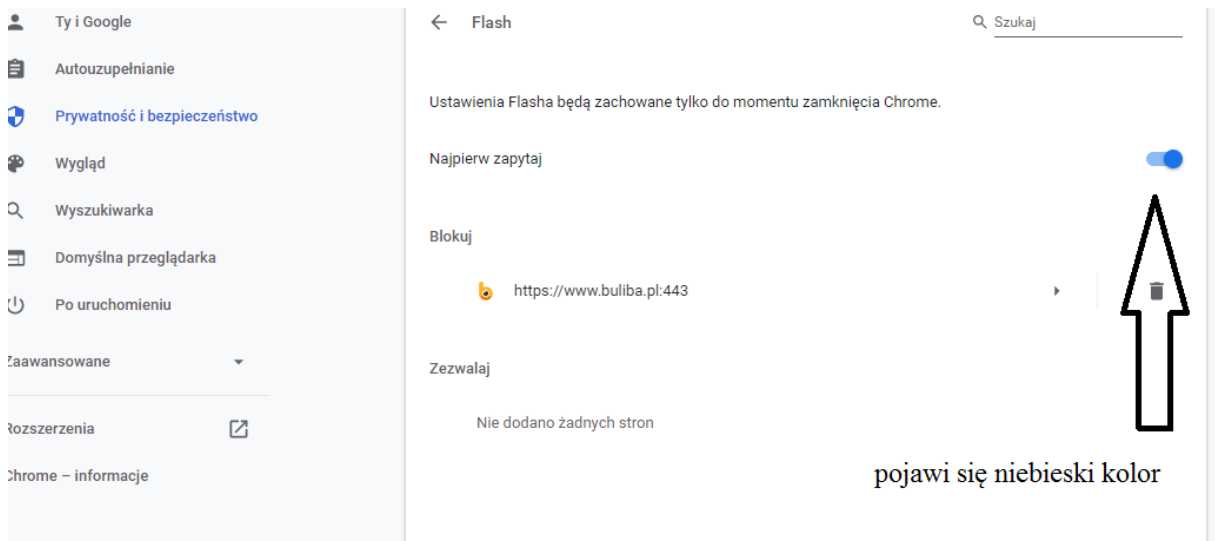 Ty i Google
Autouzupełnianie
Prywatność i bezpieczeństwo
Wygląd
Wyszukiwarka
Domyślna przeglądarka
Po uruchomieniu
Zaawansowane
Rozszerzenia
Chrome – informacje
Flash
Szukaj
Ustawienia Flasha będą zachowane tylko do momentu zamknięcia Chrome.
Najpierw zapytaj
Blokuj
https://www.buliba.pl:443
Zezwalaj
Nie dodano żadnych stron
pojawi się niebieski kolor